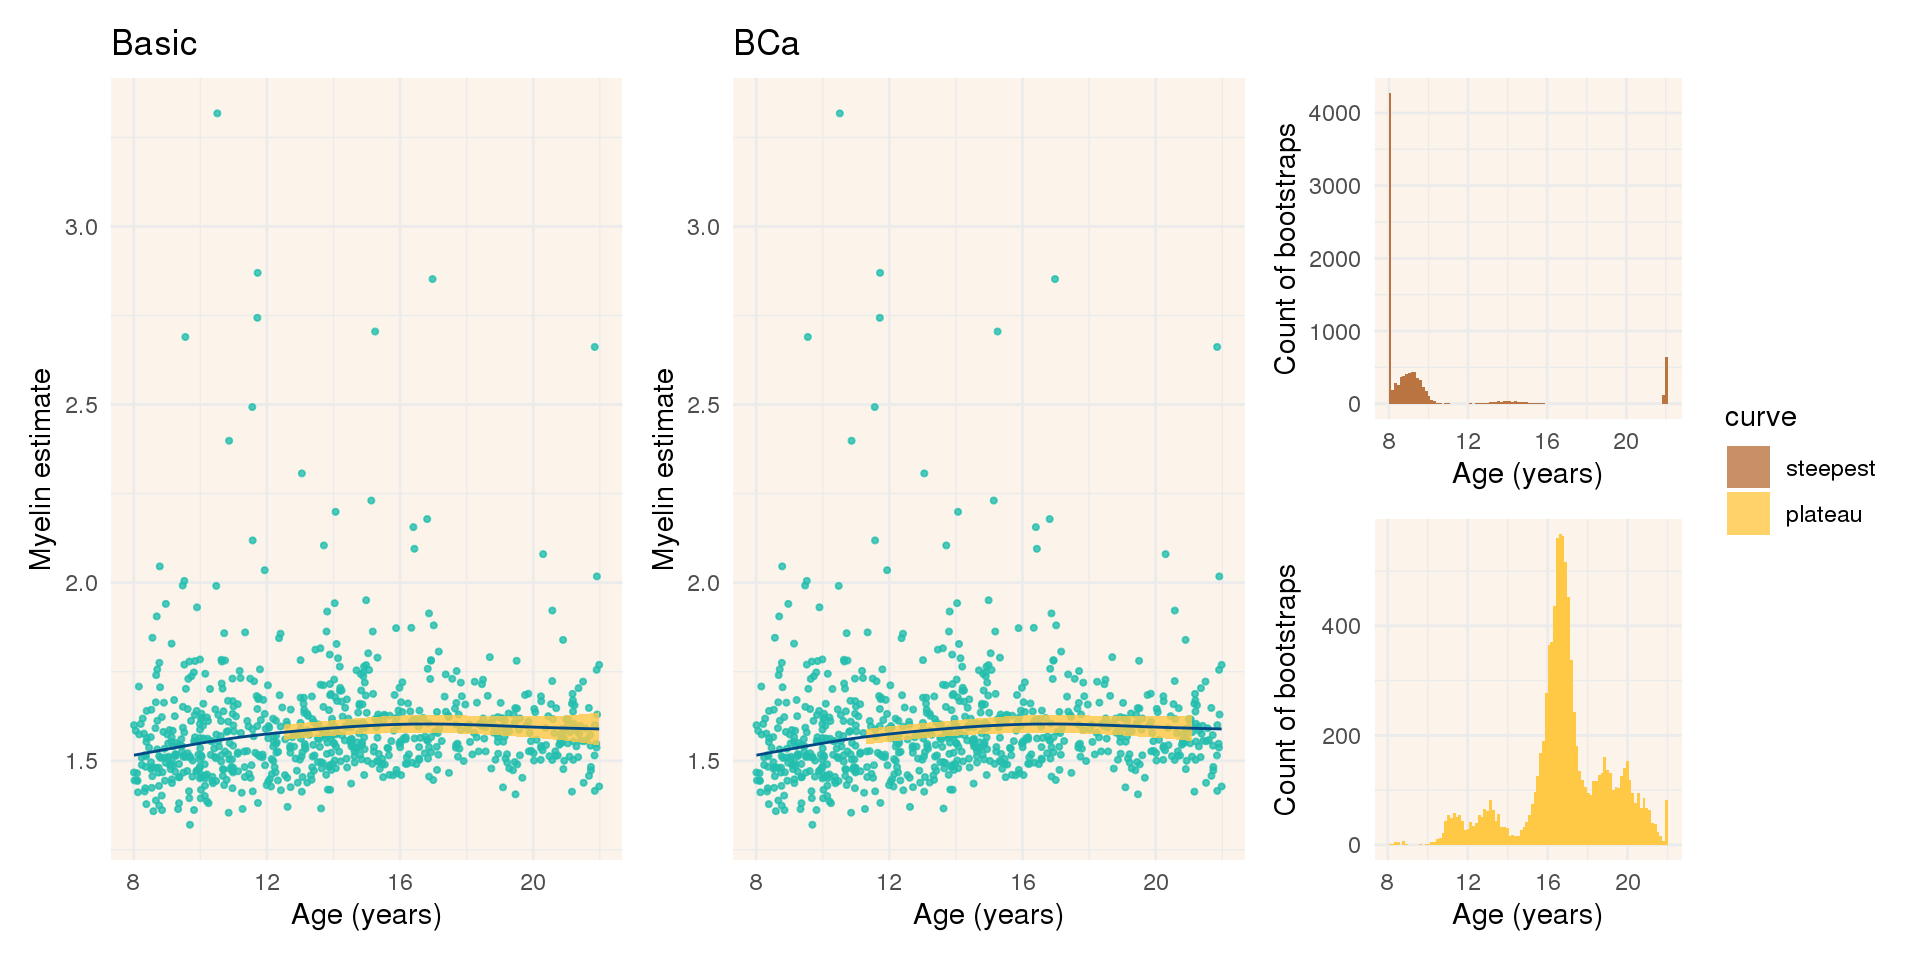 Basic
Myelin estimate
3.0
2.5
2.0
1.5
8 12 16 20
Age (years)
BCa
Myelin estimate
3.0
2.5
2.0
1.5
8 12 16 20
Age (years)
Count of bootstraps
4000
3000
2000
1000
0
8 12 16 20
Age (years)
Count of bootstraps
400
200
0
8 12 16 20
Age (years)
curve
steepest
plateau